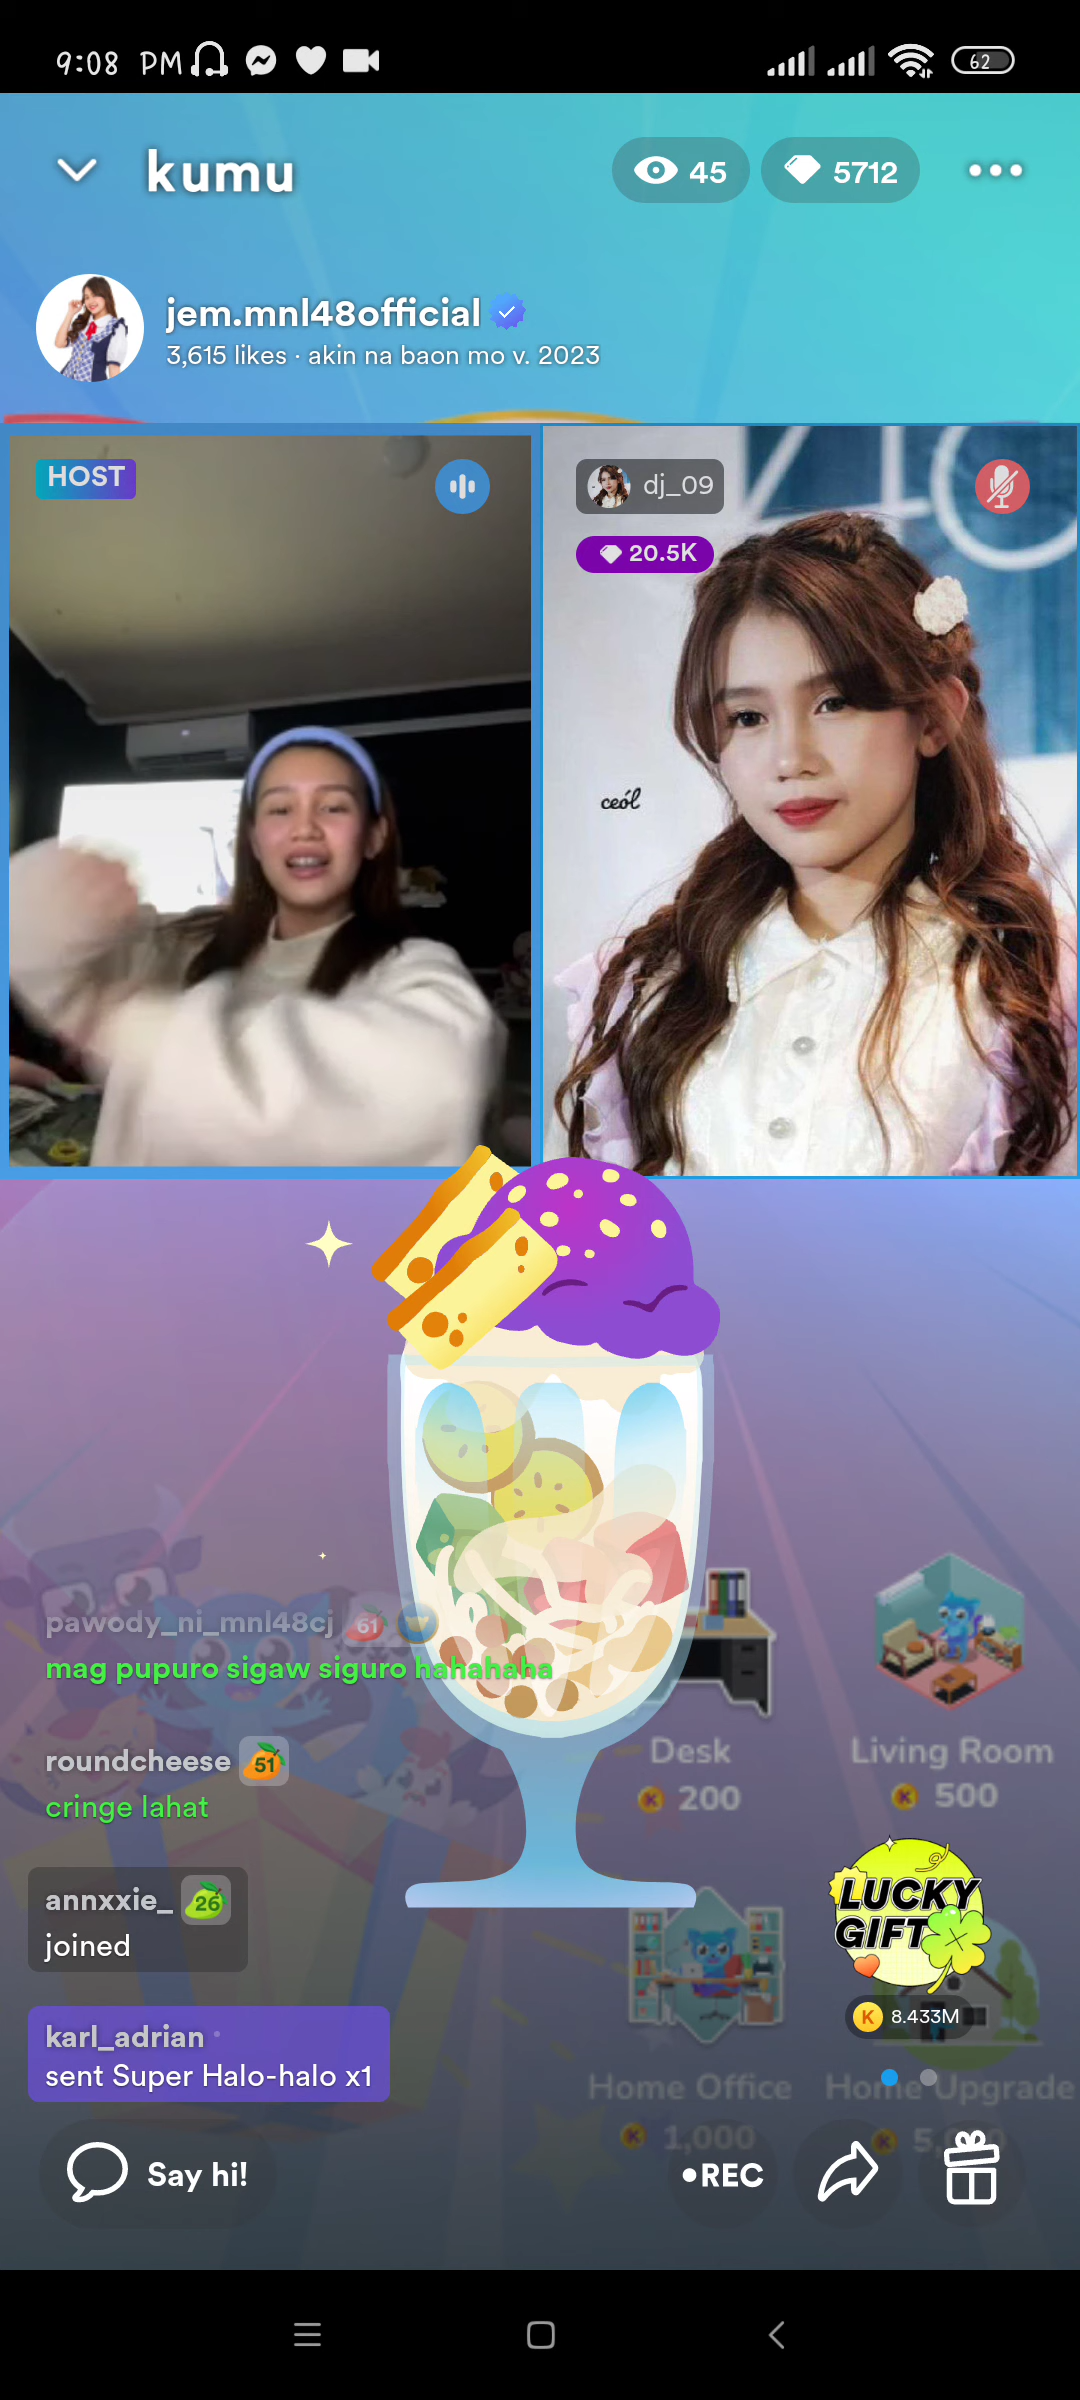 9:08 PM
62
kumu
45
5712
jem.mnl48official
3,615 likes · akin na baon mo v. 2023
HOST
dj_09
20.5K
ceól
pawody_ni_mnl48cj 61
mag pupuro sigaw siguro hahahaha
roundcheese 51
cringe lahat
annxxie_ 26
joined
karl_adrian
sent Super Halo-halo x1
Desk
200
Living Room
500
LUCKY
GIFT
K 8.433M
Home Office
1,000
Home Upgrade
Say hi!
•REC